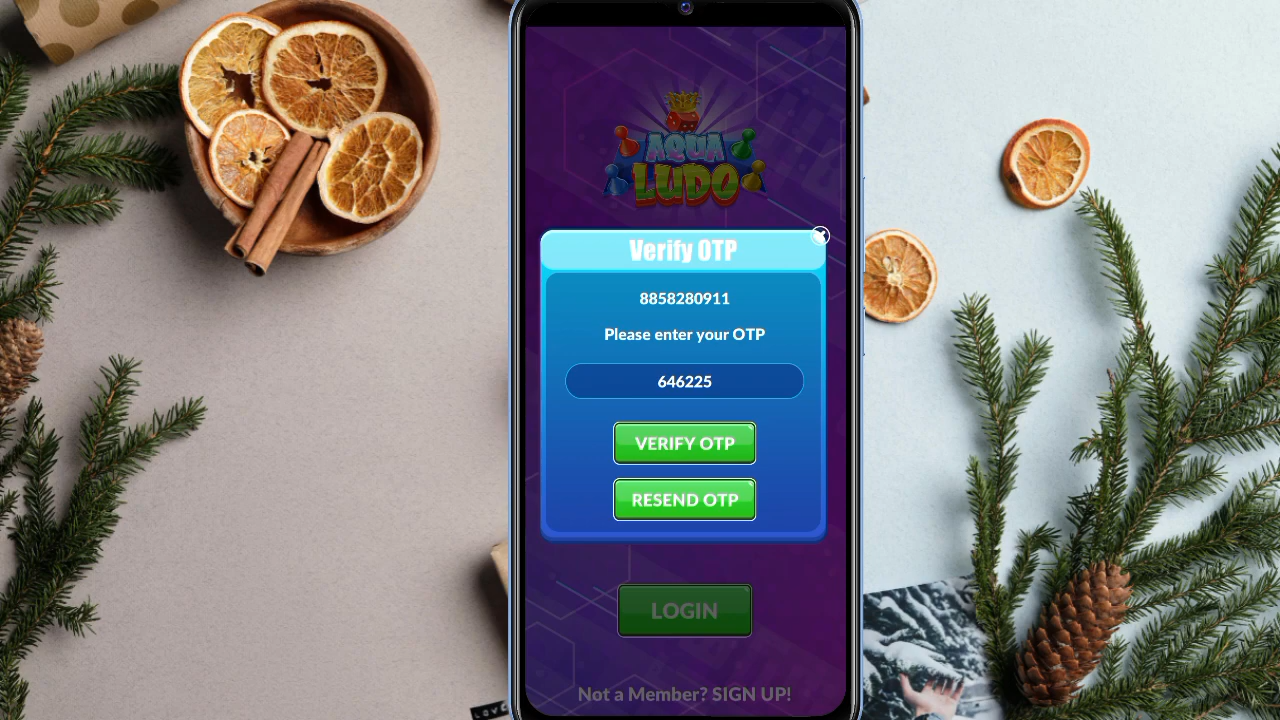 AQUA
LUDO
Verify OTP
8858280911
Please enter your OTP
646225
VERIFY OTP
RESEND OTP
LOGIN
Not a Member? SIGN UP!